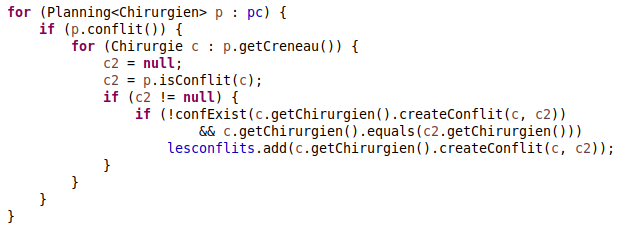 for (Planning<Chirurgien> p : pc) {
    if (p.conflit()) {
        for (Chirurgie c : p.getCreneau()) {
            c2 = null;
            c2 = p.isConflit(c);
            if (c2 != null) {
                if (!confExist(c.getChirurgien().createConflit(c, c2))
                        && c.getChirurgien().equals(c2.getChirurgien()))
                    lesconflits.add(c.getChirurgien().createConflit(c, c2));
            }
        }
    }
}